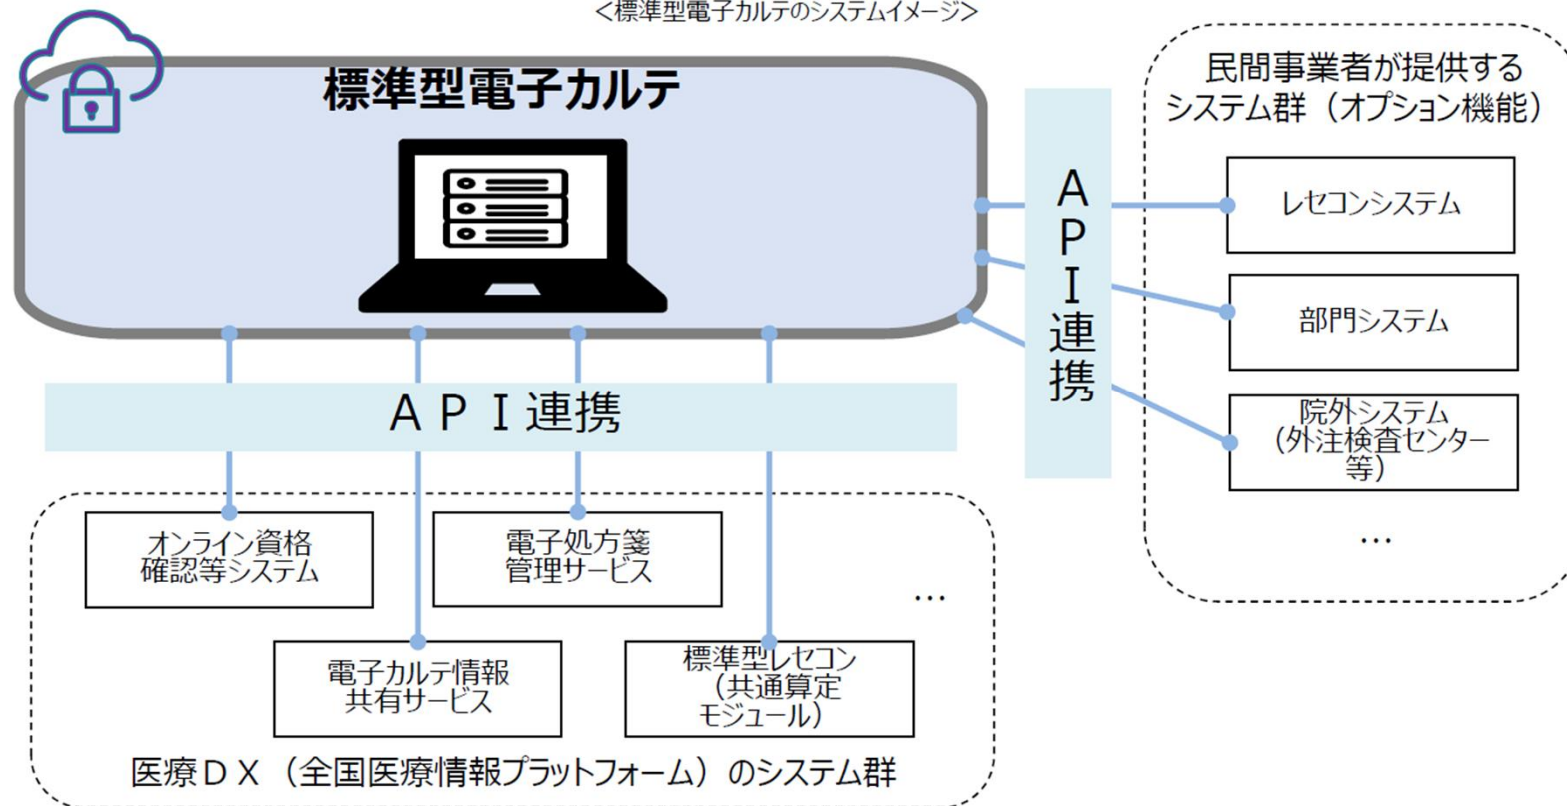 ＜標準型電子カルテのシステムイメージ＞
標準型電子カルテ
民間事業者が提供する
システム群（オプション機能）
ＡＰＩ連携
レセコンシステム
部門システム
院外システム
（外注検査センター
等）
…
ＡＰＩ連携
オンライン資格
確認等システム
電子処方箋
管理サービス
…
電子カルテ情報
共有サービス
標準型レセコン
（共通算定
モジュール）
医療ＤＸ（全国医療情報プラットフォーム）のシステム群